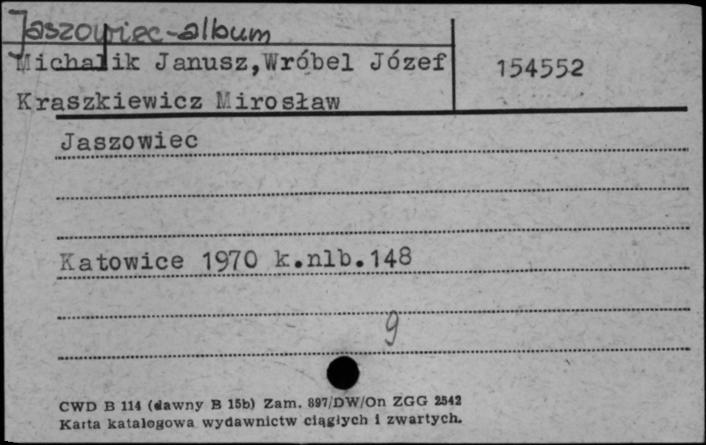 Jaszowiec-album
Michalik Janusz,Wróbel Józef
154552
Kraszkiewicz Mirosław
Jaszowiec
Katowice 1970 k.nlb.148
9
CWD B 114 (dawny B 15b) Zam. 897/DW/On ZGG 2542
Karta katalogowa wydawnictw ciągłych i zwartych.